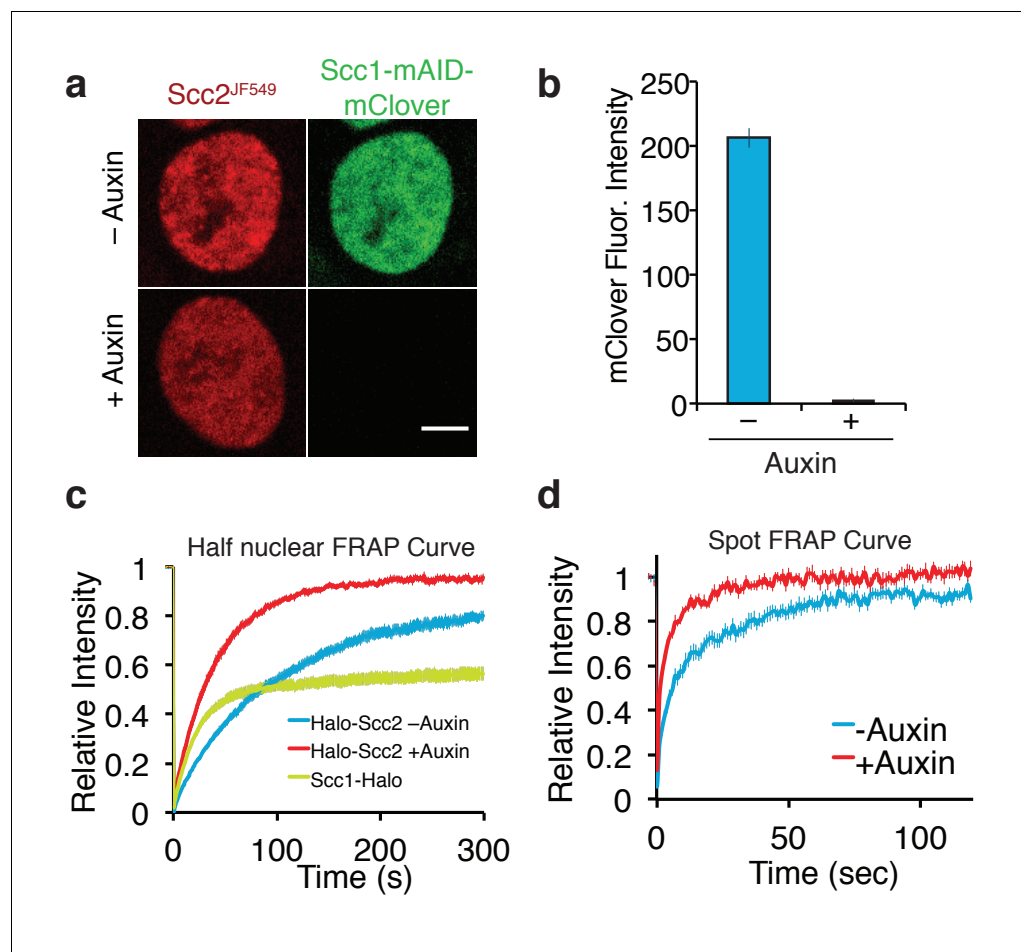 a
Scc2JF549
Scc1-mAID-
mClover
– Auxin
+ Auxin
b
mClover Fluor. Intensity
250
200
150
100
50
0
–
+
Auxin
c
Half nuclear FRAP Curve
Relative Intensity
1
0.8
0.6
0.4
0.2
0
Halo-Scc2 –Auxin
Halo-Scc2 +Auxin
Scc1-Halo
0 100 200 300
Time (s)
d
Spot FRAP Curve
Relative Intensity
1
0.8
0.6
0.4
0.2
0
-Auxin
+Auxin
0 50 100
Time (sec)